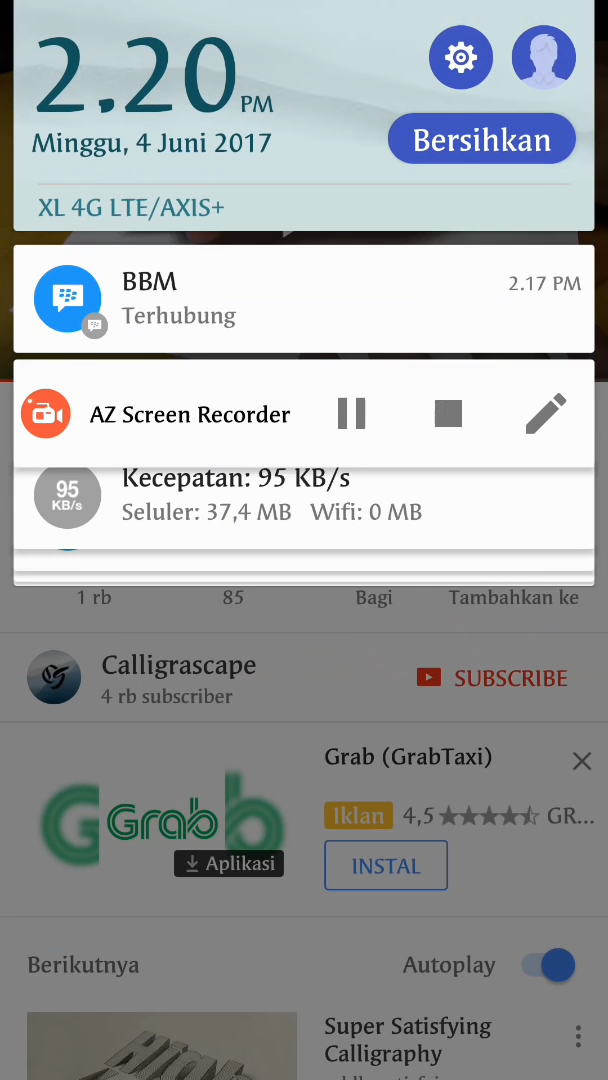 2.20 PM
Minggu, 4 Juni 2017
Bersihkan
XL 4G LTE/AXIS+
BBM
2.17 PM
Terhubung
AZ Screen Recorder
95
KB/s
Kecepatan: 95 KB/s
Seluler: 37,4 MB Wifi: 0 MB
1 rb
85
Bagi
Tambahkan ke
Calligrascape
4 rb subscriber
SUBSCRIBE
Grab
Aplikasi
Grab (GrabTaxi)
Iklan 4,5 GR...
INSTAL
Berikutnya
Autoplay
Super Satisfying
Calligraphy